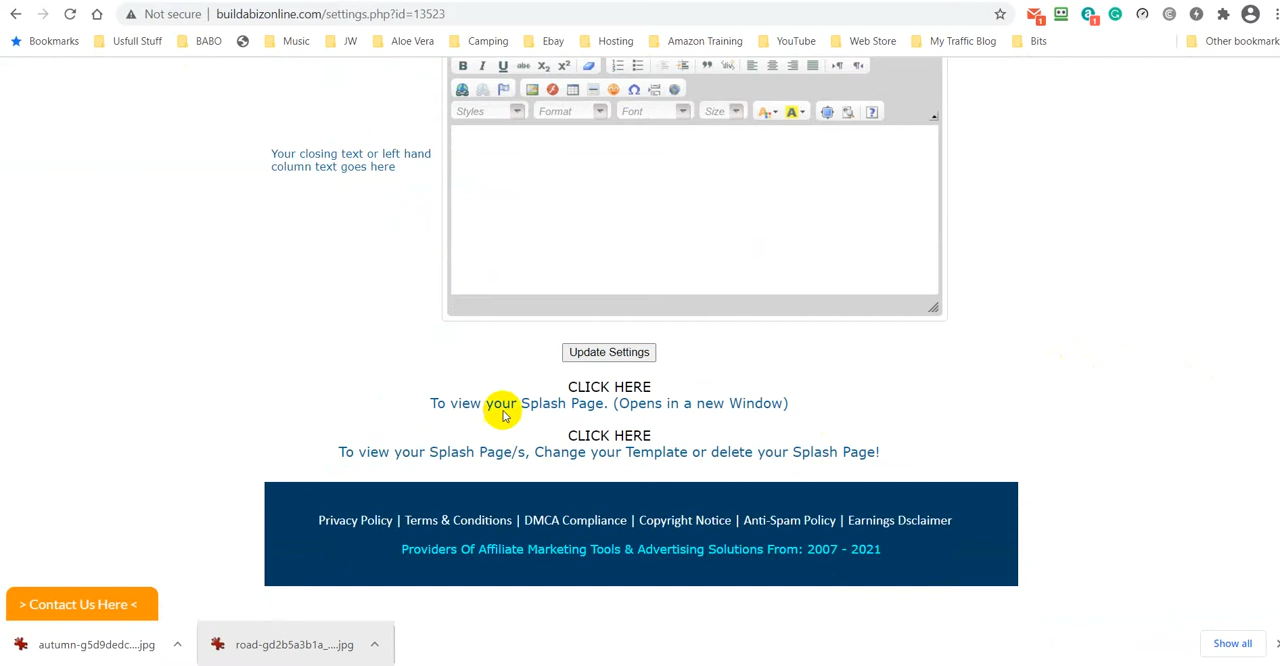 Not secure | buildabizonline.com/settings.php?id=13523
1
1
Bookmarks Usfull Stuff BABO Music JW Aloe Vera Camping Ebay Hosting Amazon Training YouTube Web Store My Traffic Blog Bits Other bookmark
B I U abc X2 X2
Styles Format Font Size A A ?
Your closing text or left hand
column text goes here
Update Settings
CLICK HERE
To view your Splash Page. (Opens in a new Window)
CLICK HERE
To view your Splash Page/s, Change your Template or delete your Splash Page!
Privacy Policy | Terms & Conditions | DMCA Compliance | Copyright Notice | Anti-Spam Policy | Earnings Dsclaimer
Providers Of Affiliate Marketing Tools & Advertising Solutions From: 2007 - 2021
> Contact Us Here <
autumn-g5d9dedc....jpg road-gd2b5a3b1a_....jpg Show all